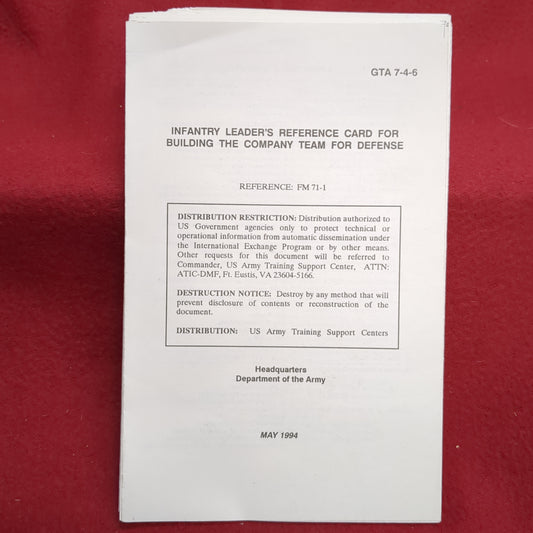 GTA 7-4-6
INFANTRY LEADER'S REFERENCE CARD FOR
BUILDING THE COMPANY TEAM FOR DEFENSE
REFERENCE: FM 71-1
DISTRIBUTION RESTRICTION: Distribution authorized to
US Government agencies only to protect technical or
operational information from automatic dissemination under
the International Exchange Program or by other means.
Other requests for this document will be referred to
Commander, US Army Training Support Center, ATTN:
ATIC-DMF, Ft. Eustis, VA 23604-5166.
DESTRUCTION NOTICE: Destroy by any method that will
prevent disclosure of contents or reconstruction of the
document.
DISTRIBUTION: US Army Training Support Centers
Headquarters
Department of the Army
MAY 1994